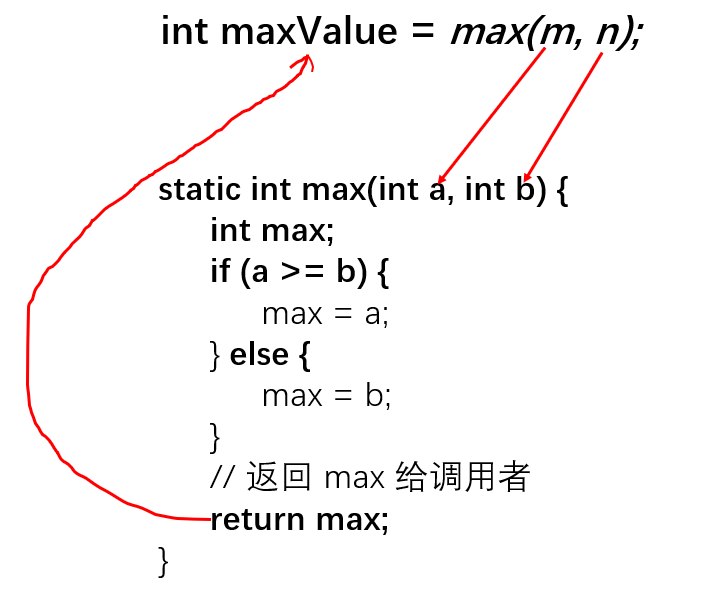 int maxValue = max(m, n);
static int max(int a, int b) {
int max;
if (a >= b) {
max = a;
} else {
max = b;
}
// 返回 max 给调用者
return max;
}